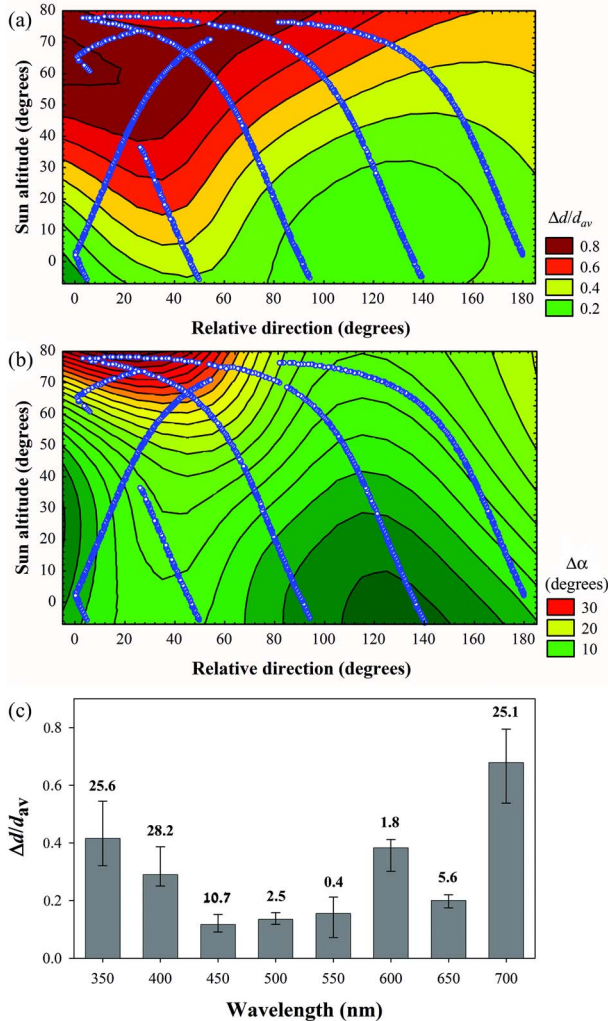 (a)
80
70
60
50
40
30
20
10
0
Sun altitude (degrees)
0 20 40 60 80 100 120 140 160 180
Relative direction (degrees)
Δd/d_av
0.8
0.6
0.4
0.2
(b)
80
70
60
50
40
30
20
10
0
Sun altitude (degrees)
0 20 40 60 80 100 120 140 160 180
Relative direction (degrees)
Δα
(degrees)
30
20
10
(c)
0.8
0.6
0.4
0.2
0.0
Δd/d_av
25.6
28.2
10.7
2.5
0.4
1.8
5.6
25.1
350 400 450 500 550 600 650 700
Wavelength (nm)